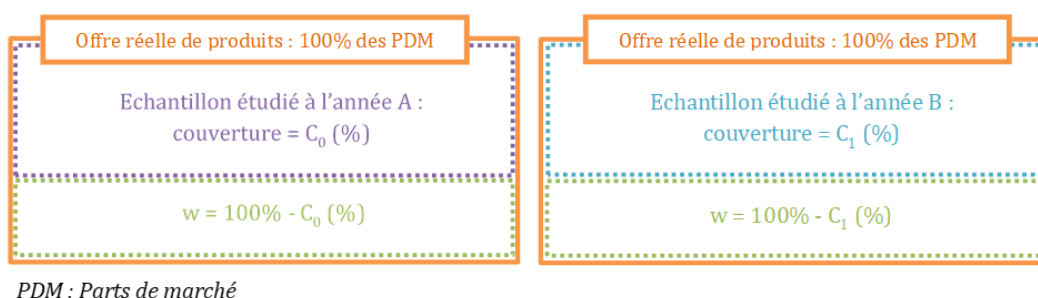 Offre réelle de produits : 100% des PDM
Echantillon étudié à l'année A :
couverture = C₀ (%)
w = 100% - C₀ (%)
Offre réelle de produits : 100% des PDM
Echantillon étudié à l'année B :
couverture = C₁ (%)
w = 100% - C₁ (%)
PDM : Parts de marché